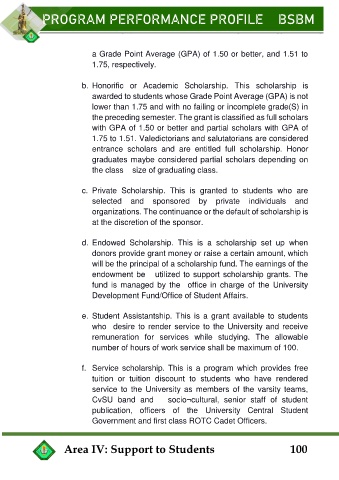 PROGRAM PERFORMANCE PROFILE BSBM
a Grade Point Average (GPA) of 1.50 or better, and 1.51 to
1.75, respectively.
b. Honorific or Academic Scholarship. This scholarship is
awarded to students whose Grade Point Average (GPA) is not
lower than 1.75 and with no failing or incomplete grade(S) in
the preceding semester. The grant is classified as full scholars
with GPA of 1.50 or better and partial scholars with GPA of
1.75 to 1.51. Valedictorians and salutatorians are considered
entrance scholars and are entitled full scholarship. Honor
graduates maybe considered partial scholars depending on
the class size of graduating class.
c. Private Scholarship. This is granted to students who are
selected and sponsored by private individuals and
organizations. The continuance or the default of scholarship is
at the discretion of the sponsor.
d. Endowed Scholarship. This is a scholarship set up when
donors provide grant money or raise a certain amount, which
will be the principal of a scholarship fund. The earnings of the
endowment be utilized to support scholarship grants. The
fund is managed by the office in charge of the University
Development Fund/Office of Student Affairs.
e. Student Assistantship. This is a grant available to students
who desire to render service to the University and receive
remuneration for services while studying. The allowable
number of hours of work service shall be maximum of 100.
f. Service scholarship. This is a program which provides free
tuition or tuition discount to students who have rendered
service to the University as members of the varsity teams,
CvSU band and socio¬cultural, senior staff of student
publication, officers of the University Central Student
Government and first class ROTC Cadet Officers.
Area IV: Support to Students 100